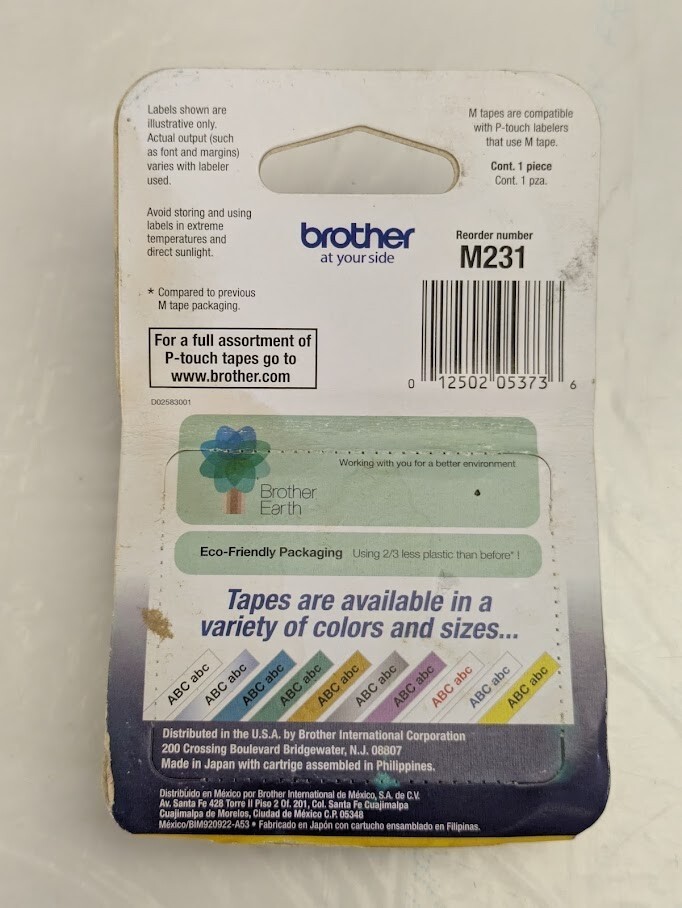 Labels shown are
illustrative only.
Actual output (such
as font and margins)
varies with labeler
used.
Avoid storing and using
labels in extreme
temperatures and
direct sunlight.
* Compared to previous
M tape packaging.
For a full assortment of
P-touch tapes go to
www.brother.com
D02583001
M tapes are compatible
with P-touch labelers
that use M tape.
Cont. 1 piece
Cont. 1 pza.
brother
at your side
Reorder number
M231
0 12502 05373 6
Working with you for a better environment
Brother
Earth
Eco-Friendly Packaging Using 2/3 less plastic than before* !
Tapes are available in a
variety of colors and sizes...
ABC abc ABC abc ABC abc ABC abc ABC abc ABC abc ABC abc ABC abc ABC abc ABC abc
Distributed in the U.S.A. by Brother International Corporation
200 Crossing Boulevard Bridgewater, N.J. 08807
Made in Japan with cartrige assembled in Philippines.
Distribuido en México por Brother International de México, S.A. de C.V.
Av. Santa Fe 428 Torre II Piso 2 Of. 201, Col. Santa Fe Cuajimalpa
Cuajimalpa de Morelos, Ciudad de México C.P. 05348
México/BIM920922-A53 • Fabricado en Japón con cartucho ensamblado en Filipinas.